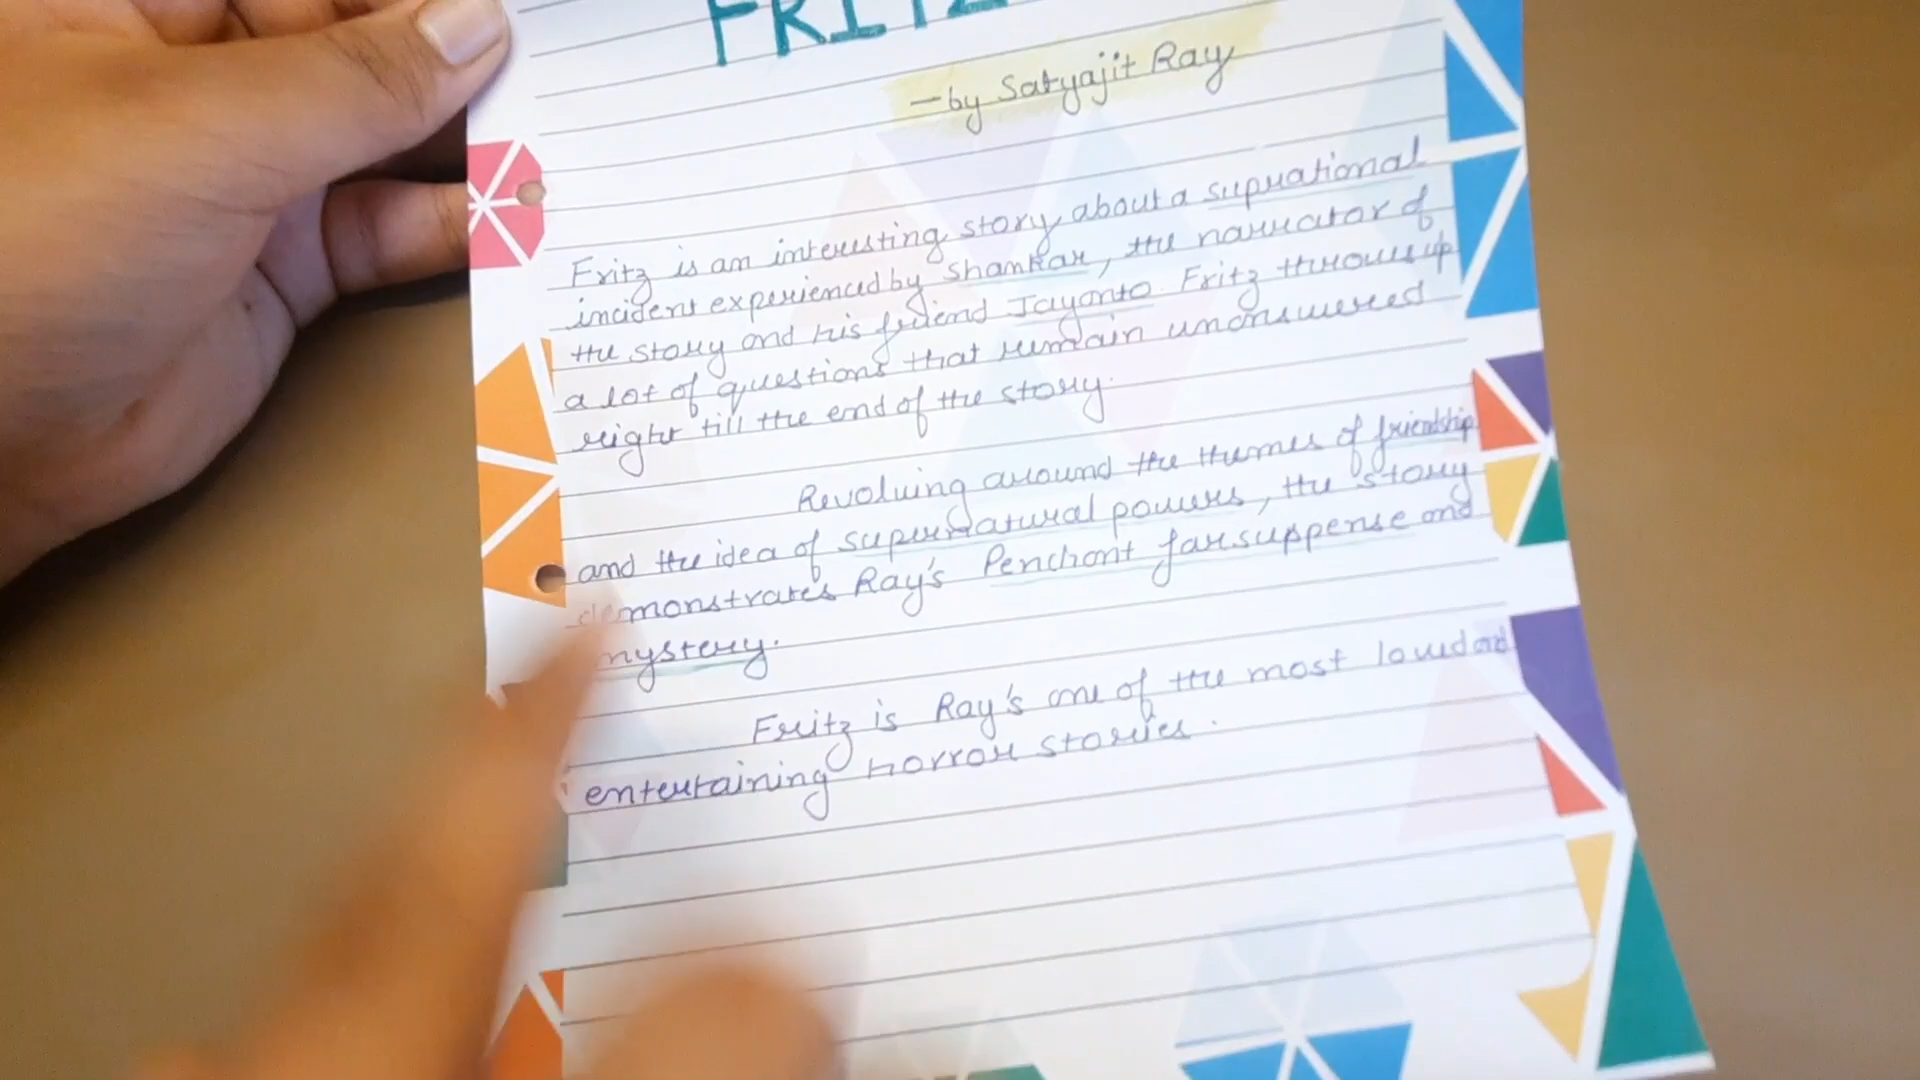 FRITZ
-by Satyajit Ray
Fritz is an interesting story about a suprational
incident experienced by Shankar, the narrator of
the story and his friend Jayanto. Fritz throws up
a lot of questions that remain unanswered
right till the end of the story.
Revolving around the themes of friendship
and the idea of supernatural powers, the story
demonstrates Ray's Penchant for suspense and
mystery.
Fritz is Ray's one of the most loved and
entertaining horror stories.